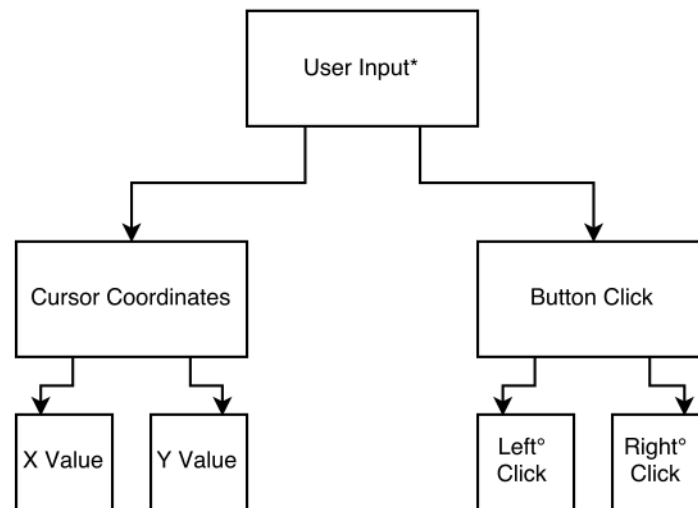 User Input*
Cursor Coordinates
Button Click
X Value
Y Value
Left°
Click
Right°
Click